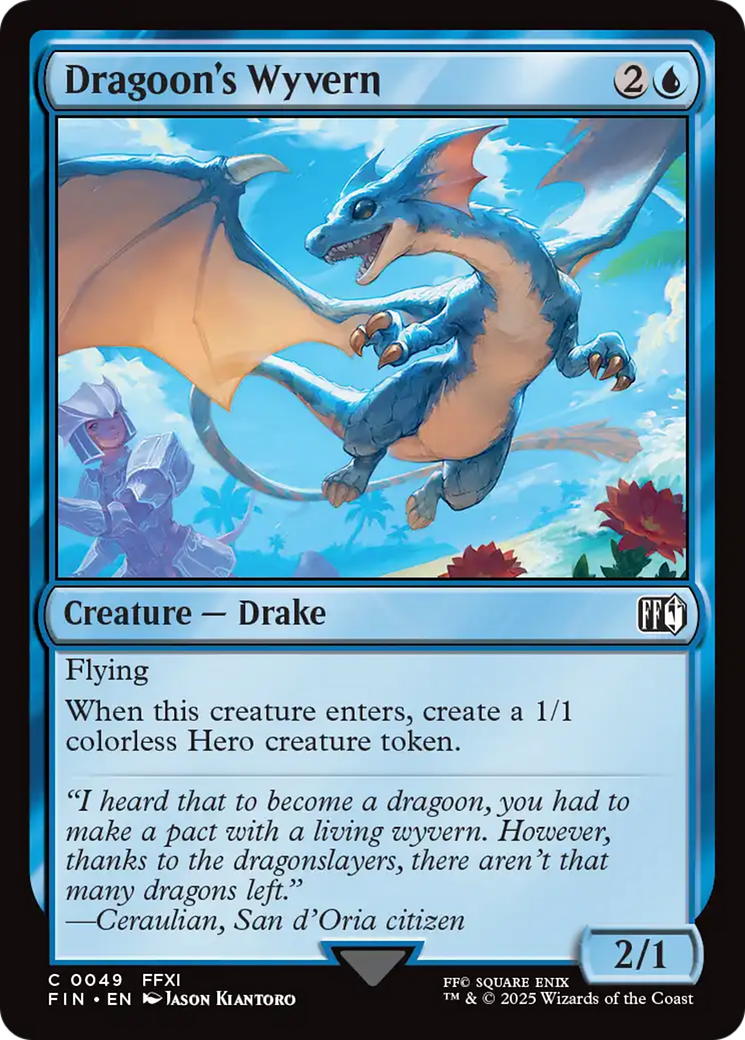 Dragoon's Wyvern 2
Creature — Drake FF
Flying
When this creature enters, create a 1/1
colorless Hero creature token.
“I heard that to become a dragoon, you had to
make a pact with a living wyvern. However,
thanks to the dragonslayers, there aren’t that
many dragons left.”
—Ceraulian, San d’Oria citizen
2/1
C 0049 FFXI
FIN • EN Jason Kiantoro
FF© SQUARE ENIX
™ & © 2025 Wizards of the Coast